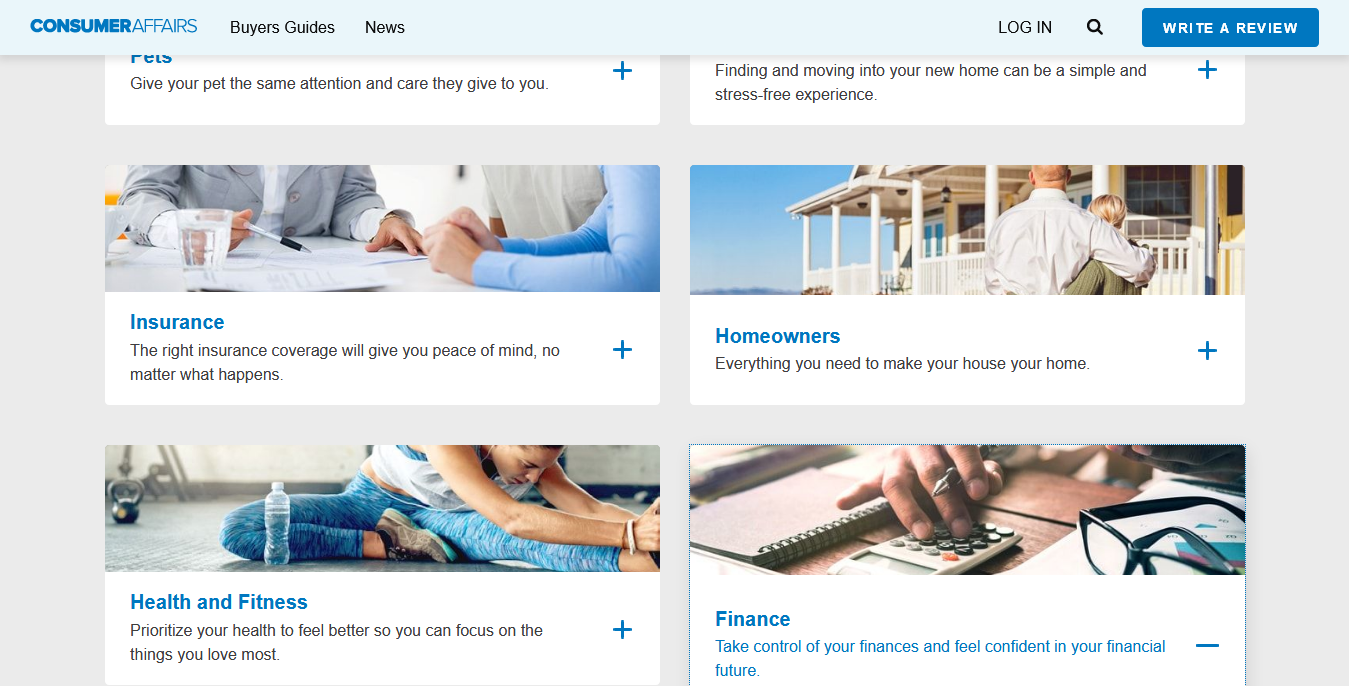 CONSUMERAFFAIRS Buyers Guides News LOG IN WRITE A REVIEW
Pets
Give your pet the same attention and care they give to you.
Finding and moving into your new home can be a simple and
stress-free experience.
Insurance
The right insurance coverage will give you peace of mind, no
matter what happens.
Homeowners
Everything you need to make your house your home.
Health and Fitness
Prioritize your health to feel better so you can focus on the
things you love most.
Finance
Take control of your finances and feel confident in your financial
future.